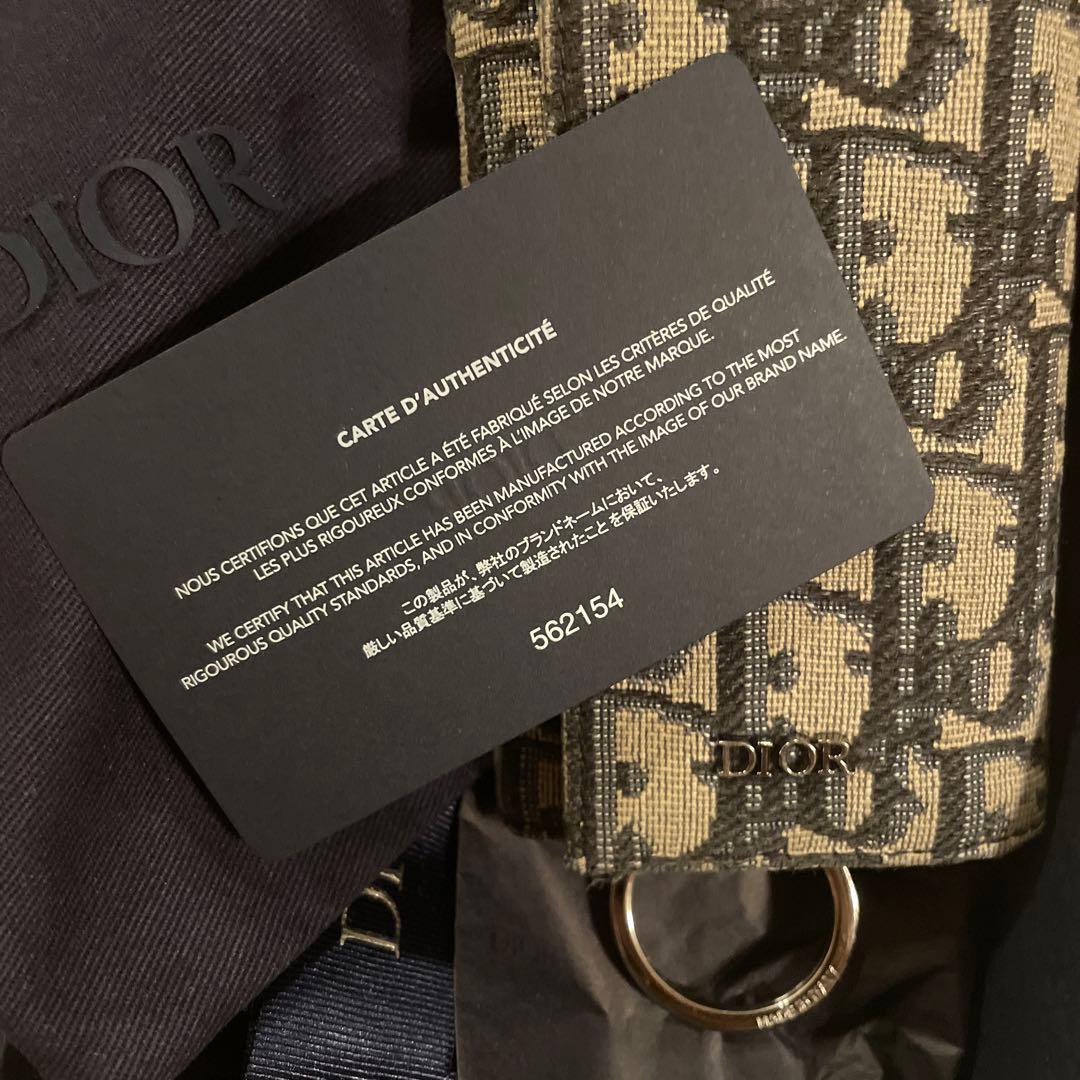 DIOR
CARTE D'AUTHENTICITÉ
NOUS CERTIFIONS QUE CET ARTICLE A ÉTÉ FABRIQUÉ SELON LES CRITÈRES DE QUALITÉ
LES PLUS RIGOUREUX CONFORMES À L'IMAGE DE NOTRE MARQUE.
WE CERTIFY THAT THIS ARTICLE HAS BEEN MANUFACTURED ACCORDING TO THE MOST
RIGOUROUS QUALITY STANDARDS, AND IN CONFORMITY WITH THE IMAGE OF OUR BRAND NAME.
この製品が、弊社のブランドネームにおいて、
厳しい品質基準に基づいて製造されたことを保証いたします。
562154
DIOR
DI
MADE IN ITALY